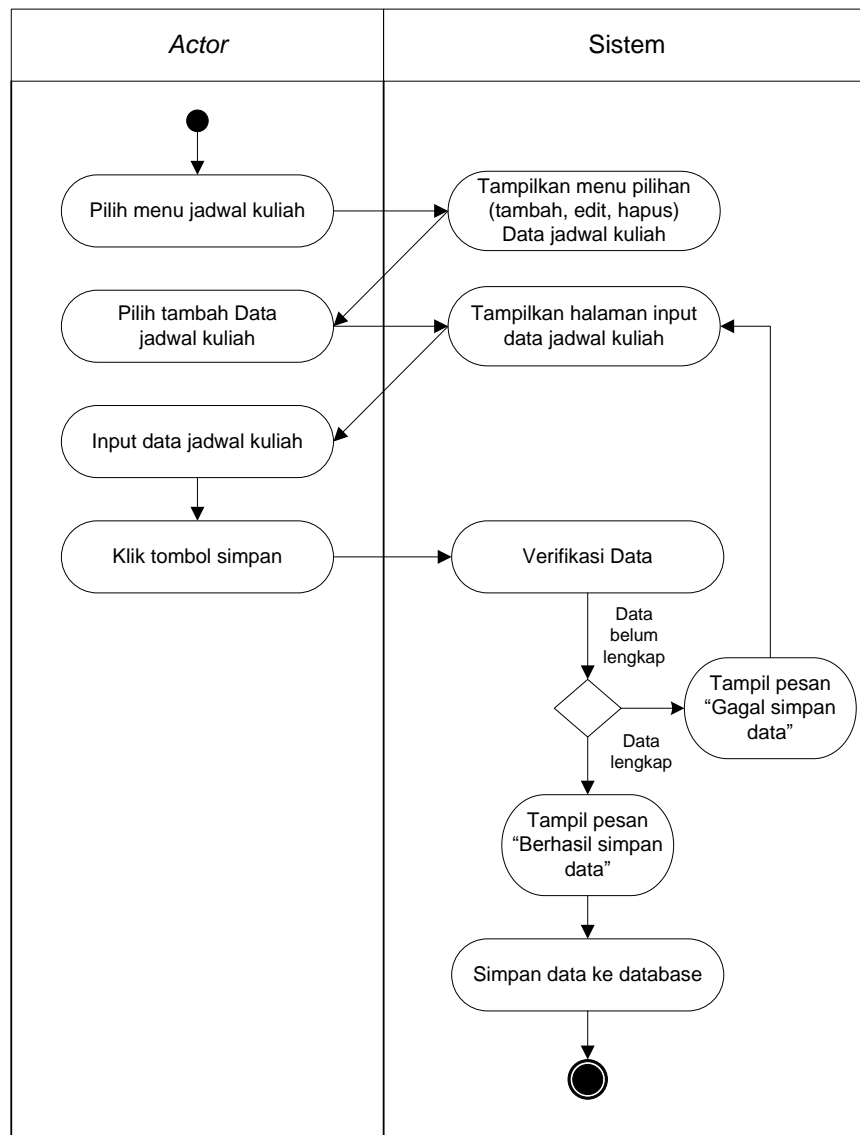 Actor
Sistem
Pilih menu jadwal kuliah
Tampilkan menu pilihan
(tambah, edit, hapus)
Data jadwal kuliah
Pilih tambah Data
jadwal kuliah
Tampilkan halaman input
data jadwal kuliah
Input data jadwal kuliah
Klik tombol simpan
Verifikasi Data
Data
belum
lengkap
Tampil pesan
“Gagal simpan
data”
Data
lengkap
Tampil pesan
“Berhasil simpan
data”
Simpan data ke database